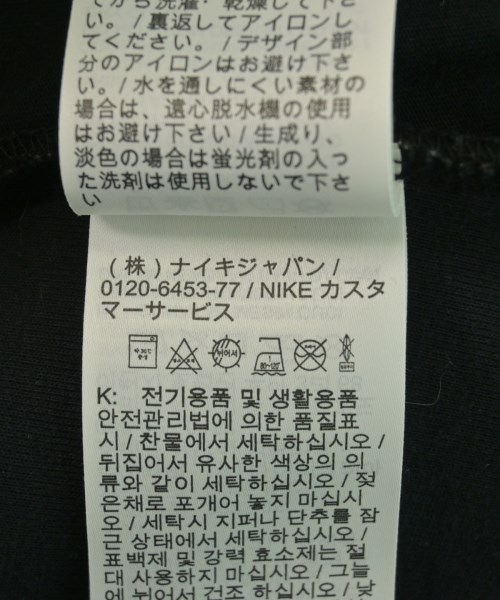 てから洗濯・乾燥して下さ
い。/ 裏返してアイロンし
てください。/ デザイン部
分のアイロンはお避け下さ
い。/ 水を通しにくい素材の
場合は、遠心脱水機の使用
はお避け下さい / 生成り、
淡色の場合は蛍光剤の入っ
た洗剤は使用しないで下さ
い
(株) ナイキジャパン /
0120-6453-77 / NIKE カスタ
マーサービス
뉘어서
80~120℃
K: 전기용품 및 생활용품
안전관리법에 의한 품질표
시 / 찬물에서 세탁하십시오 /
뒤집어서 유사한 색상의 의
류와 같이 세탁하십시오 / 젖
은채로 포개어 놓지 마십시
오 / 세탁시 지퍼나 단추를 잠
근 상태에서 세탁하십시오 /
표백제 및 강력 효소제는 절
대 사용하지 마십시오 / 그늘
에 뉘어서 건조 하십시오 / 낮